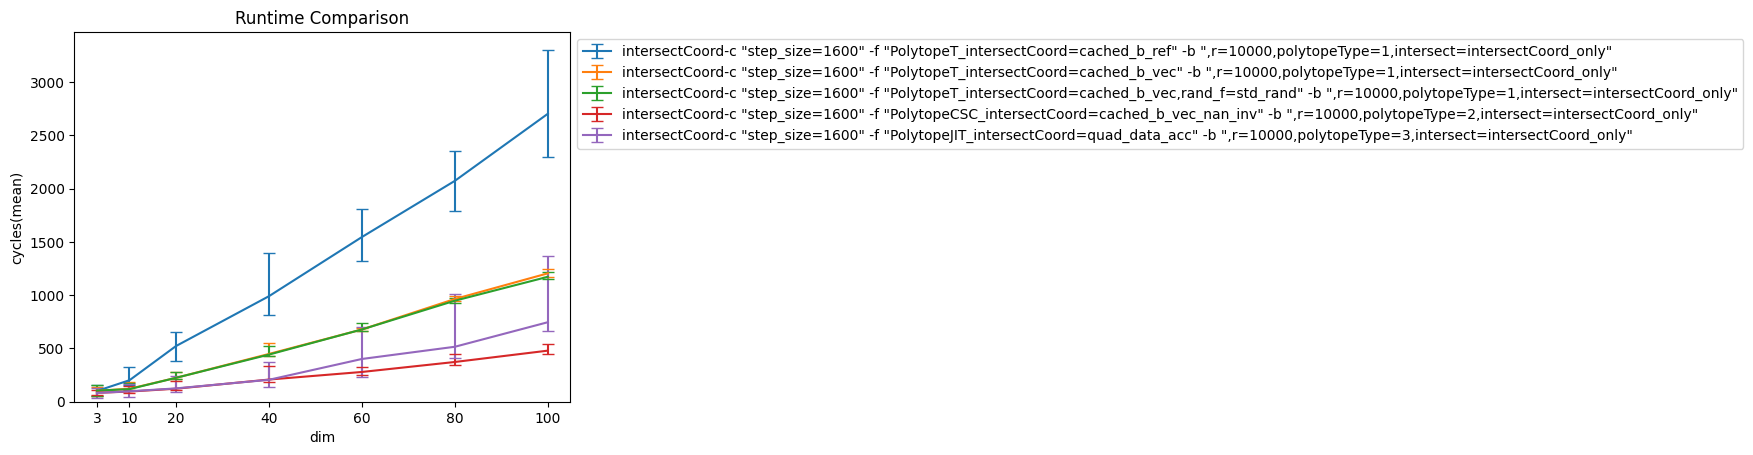 Runtime Comparison
cycles(mean)
3000
2500
2000
1500
1000
500
0
3 10 20 40 60 80 100
dim
intersectCoord-c "step_size=1600" -f "PolytopeT_intersectCoord=cached_b_ref" -b ",r=10000,polytopeType=1,intersect=intersectCoord_only"
intersectCoord-c "step_size=1600" -f "PolytopeT_intersectCoord=cached_b_vec" -b ",r=10000,polytopeType=1,intersect=intersectCoord_only"
intersectCoord-c "step_size=1600" -f "PolytopeT_intersectCoord=cached_b_vec,rand_f=std_rand" -b ",r=10000,polytopeType=1,intersect=intersectCoord_only"
intersectCoord-c "step_size=1600" -f "PolytopeCSC_intersectCoord=cached_b_vec_nan_inv" -b ",r=10000,polytopeType=2,intersect=intersectCoord_only"
intersectCoord-c "step_size=1600" -f "PolytopeJIT_intersectCoord=quad_data_acc" -b ",r=10000,polytopeType=3,intersect=intersectCoord_only"